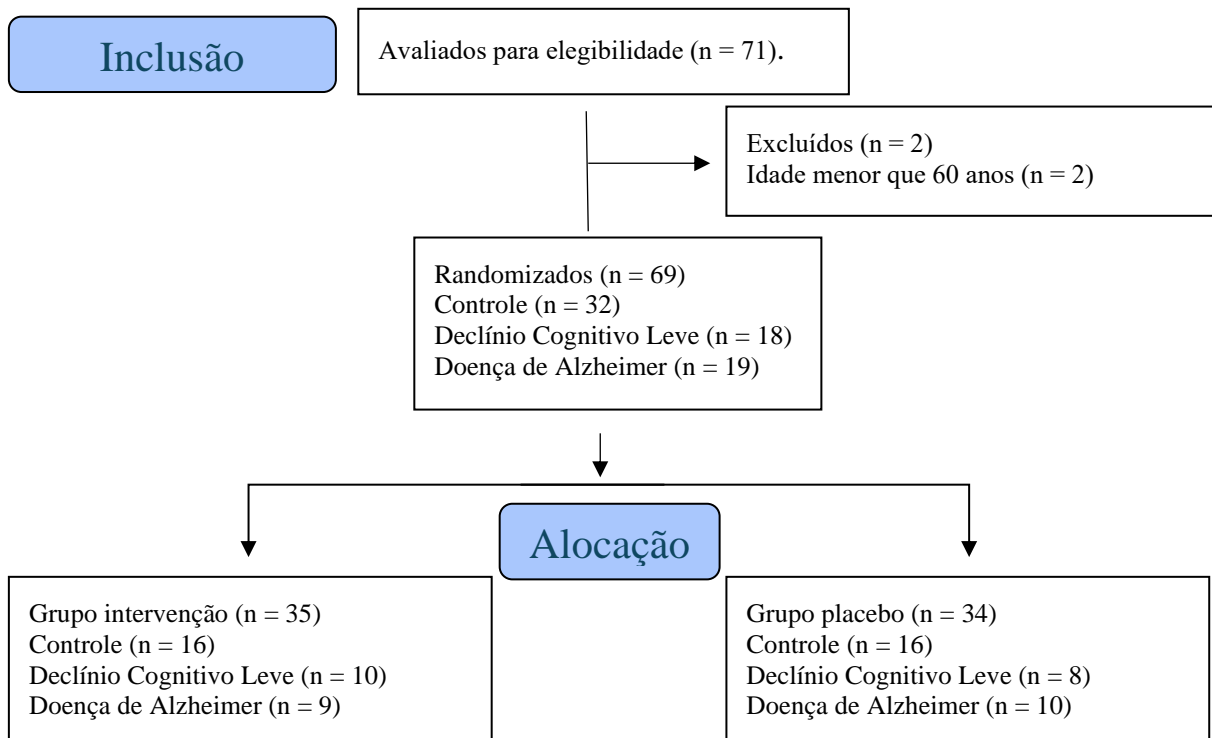 Inclusão
Avaliados para elegibilidade (n = 71).
Excluídos (n = 2)
Idade menor que 60 anos (n = 2)
Randomizados (n = 69)
Controle (n = 32)
Declínio Cognitivo Leve (n = 18)
Doença de Alzheimer (n = 19)
Alocação
Grupo intervenção (n = 35)
Controle (n = 16)
Declínio Cognitivo Leve (n = 10)
Doença de Alzheimer (n = 9)
Grupo placebo (n = 34)
Controle (n = 16)
Declínio Cognitivo Leve (n = 8)
Doença de Alzheimer (n = 10)